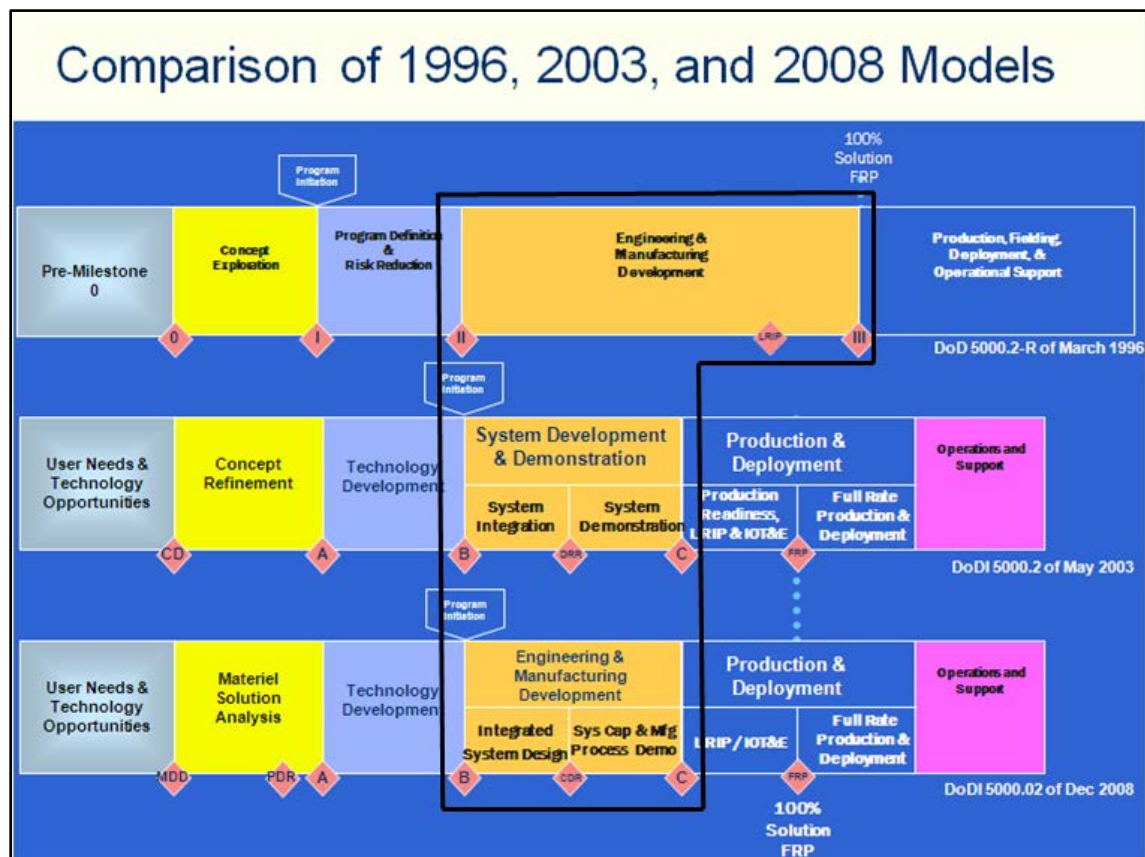 Comparison of 1996, 2003, and 2008 Models
100%
Solution
FRP
Program
Initiation
Pre-Milestone
0
Concept
Exploration
Program Definition
&
Risk Reduction
Engineering &
Manufacturing
Development
Production, Fielding,
Deployment, &
Operational Support
0
I
II
LRIP
III
DoD 5000.2-R of March 1996
Program
Initiation
User Needs &
Technology
Opportunities
Concept
Refinement
Technology
Development
System Development
& Demonstration
System
Integration
System
Demonstration
Production &
Deployment
Production
Readiness,
LRIP & IOT&E
Full Rate
Production &
Deployment
Operations and
Support
CD
A
B
DRR
C
FRP
DoDI 5000.2 of May 2003
Program
Initiation
User Needs &
Technology
Opportunities
Materiel
Solution
Analysis
Technology
Development
Engineering &
Manufacturing
Development
Integrated
System Design
Sys Cap & Mfg
Process Demo
Production &
Deployment
LRIP / IOT&E
Full Rate
Production &
Deployment
Operations and
Support
MDD
PDR
A
B
CDR
C
FRP
DoDI 5000.02 of Dec 2008
100%
Solution
FRP